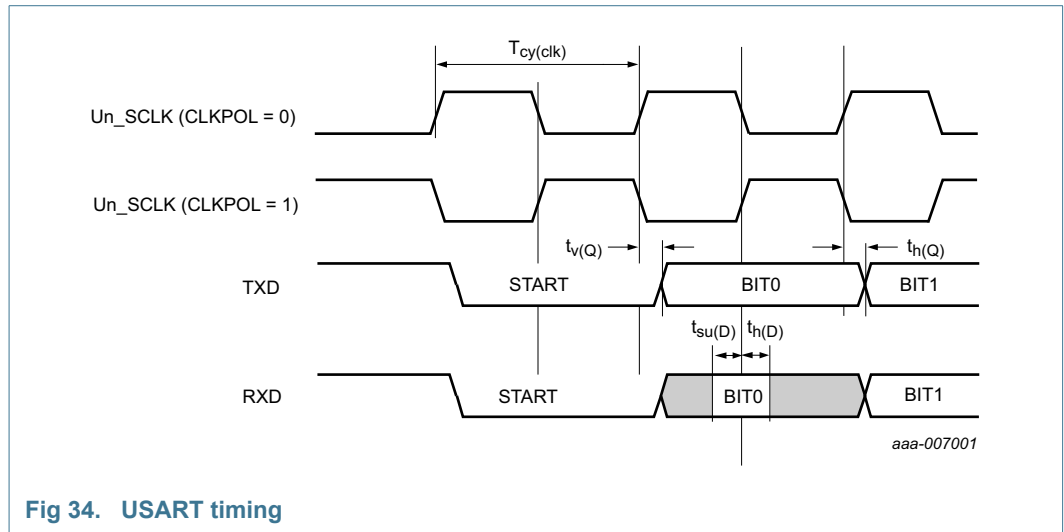 Tcy(clk)
Un_SCLK (CLKPOL = 0)
Un_SCLK (CLKPOL = 1)
tv(Q)
th(Q)
TXD
START
BIT0
BIT1
tsu(D)
th(D)
RXD
START
BIT0
BIT1
aaa-007001
Fig 34. USART timing